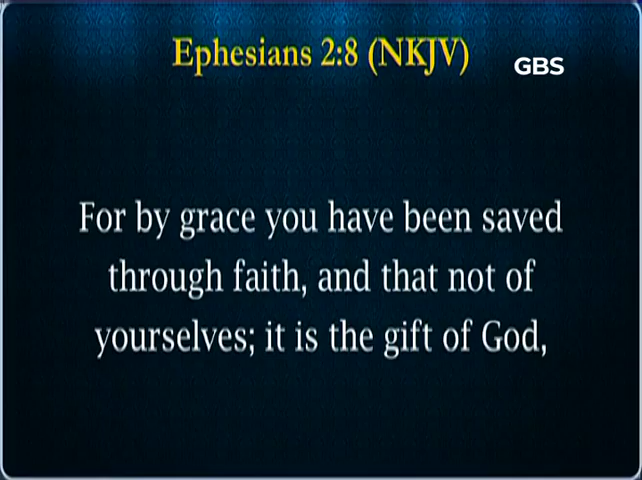 Ephesians 2:8 (NKJV)
GBS
For by grace you have been saved
through faith, and that not of
yourselves; it is the gift of God,